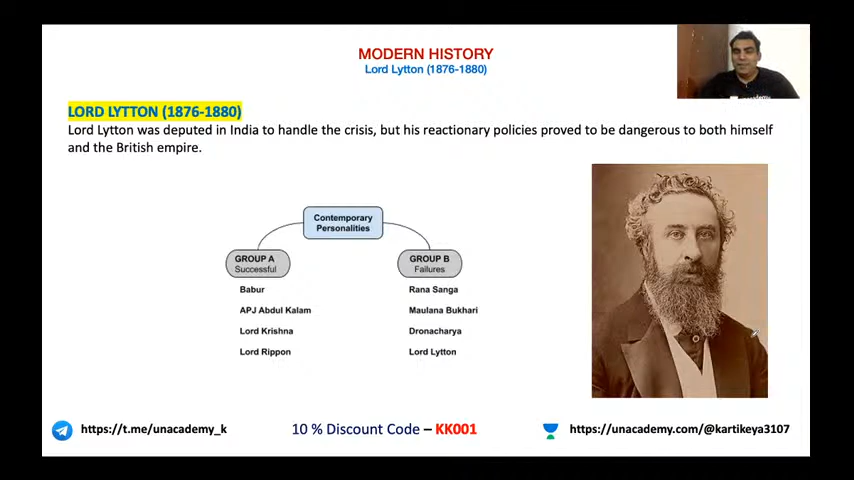 MODERN HISTORY
Lord Lytton (1876-1880)
LORD LYTTON (1876-1880)
Lord Lytton was deputed in India to handle the crisis, but his reactionary policies proved to be dangerous to both himself
and the British empire.
Contemporary
Personalities
GROUP A
Successful
GROUP B
Failures
Babur
Rana Sanga
APJ Abdul Kalam
Maulana Bukhari
Lord Krishna
Dronacharya
Lord Rippon
Lord Lytton
https://t.me/unacademy_k
10 % Discount Code – KK001
https://unacademy.com/@kartikeya3107